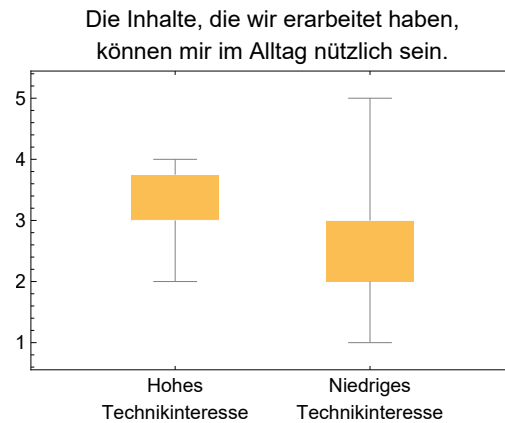 Die Inhalte, die wir erarbeitet haben,
können mir im Alltag nützlich sein.
5
4
3
2
1
Hohes
Technikinteresse
Niedriges
Technikinteresse